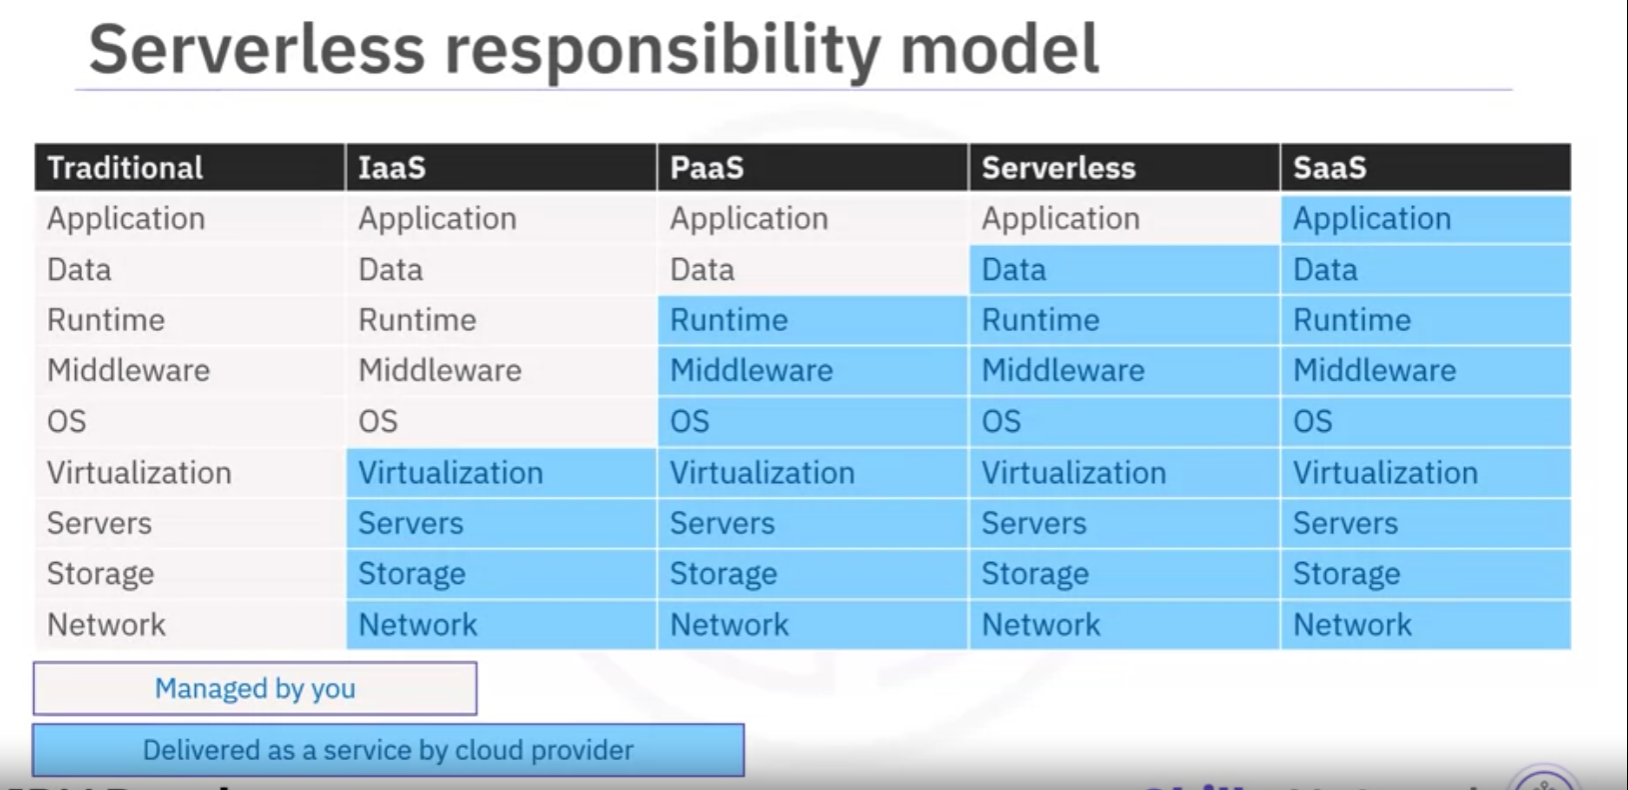 Serverless responsibility model
Traditional IaaS PaaS Serverless SaaS
Application Application Application Application Application
Data Data Data Data Data
Runtime Runtime Runtime Runtime Runtime
Middleware Middleware Middleware Middleware Middleware
OS OS OS OS OS
Virtualization Virtualization Virtualization Virtualization Virtualization
Servers Servers Servers Servers Servers
Storage Storage Storage Storage Storage
Network Network Network Network Network
Managed by you
Delivered as a service by cloud provider